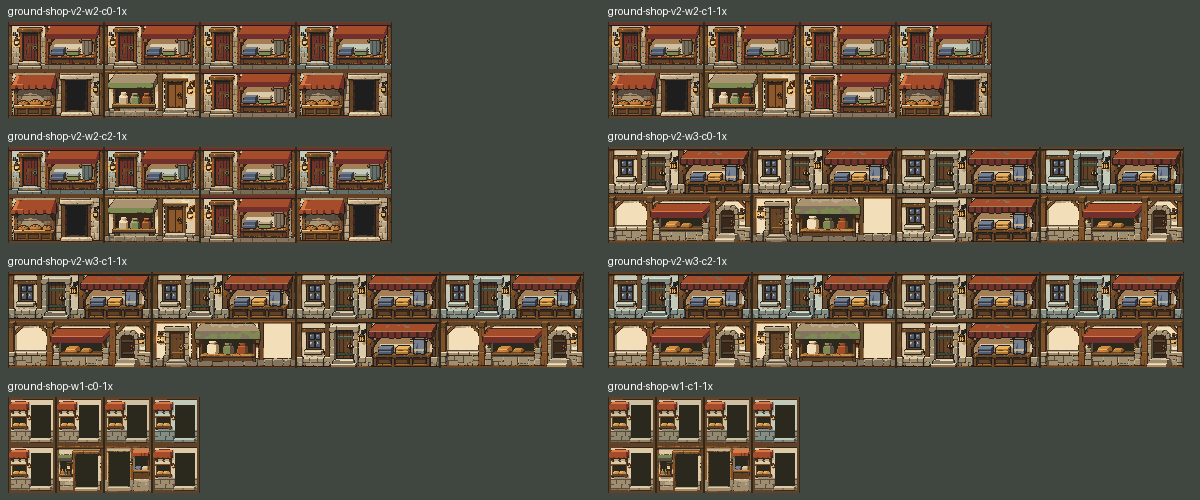 ground-shop-v2-w2-c0-1x
ground-shop-v2-w2-c1-1x
ground-shop-v2-w2-c2-1x
ground-shop-v2-w3-c0-1x
ground-shop-v2-w3-c1-1x
ground-shop-v2-w3-c2-1x
ground-shop-w1-c0-1x
ground-shop-w1-c1-1x